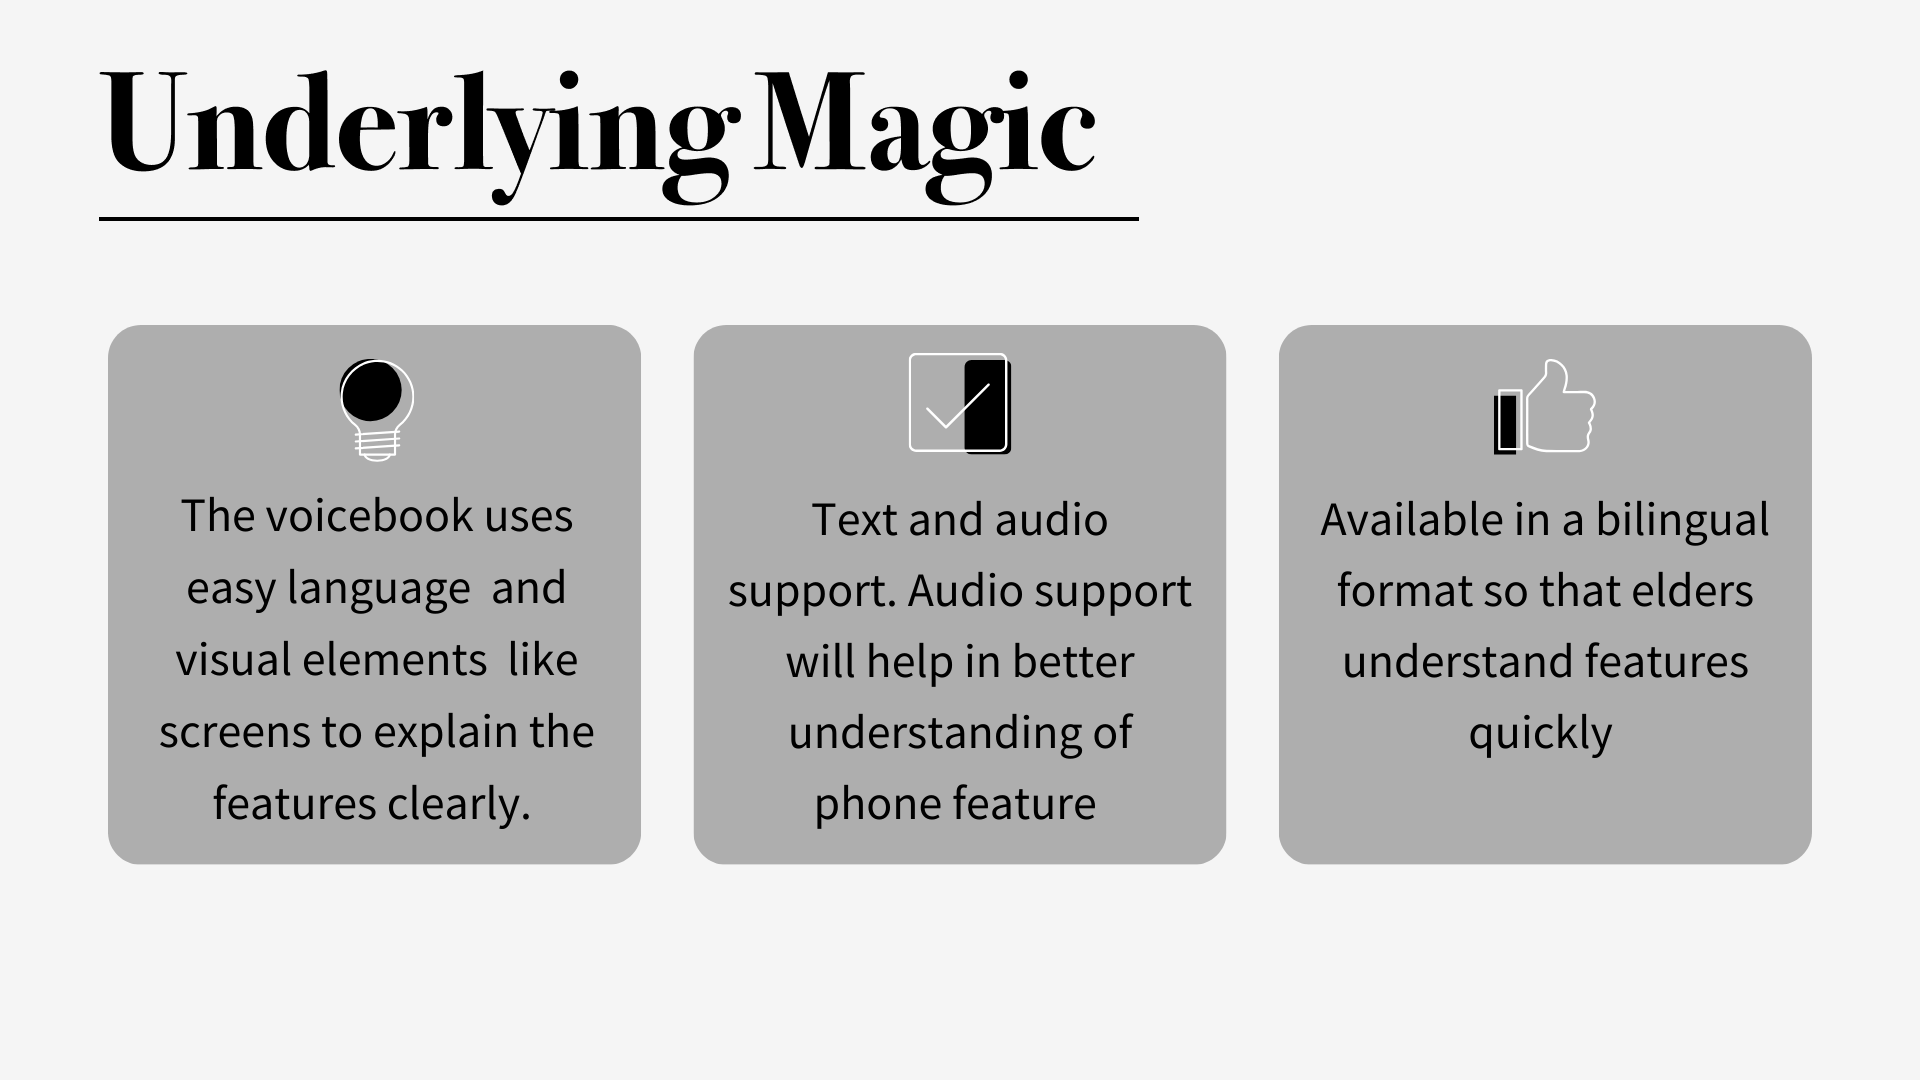 Underlying Magic
The voicebook uses
easy language  and
visual elements  like
screens to explain the
features clearly.
Text and audio
support. Audio support
will help in better
understanding of
phone feature
Available in a bilingual
format so that elders
understand features
quickly